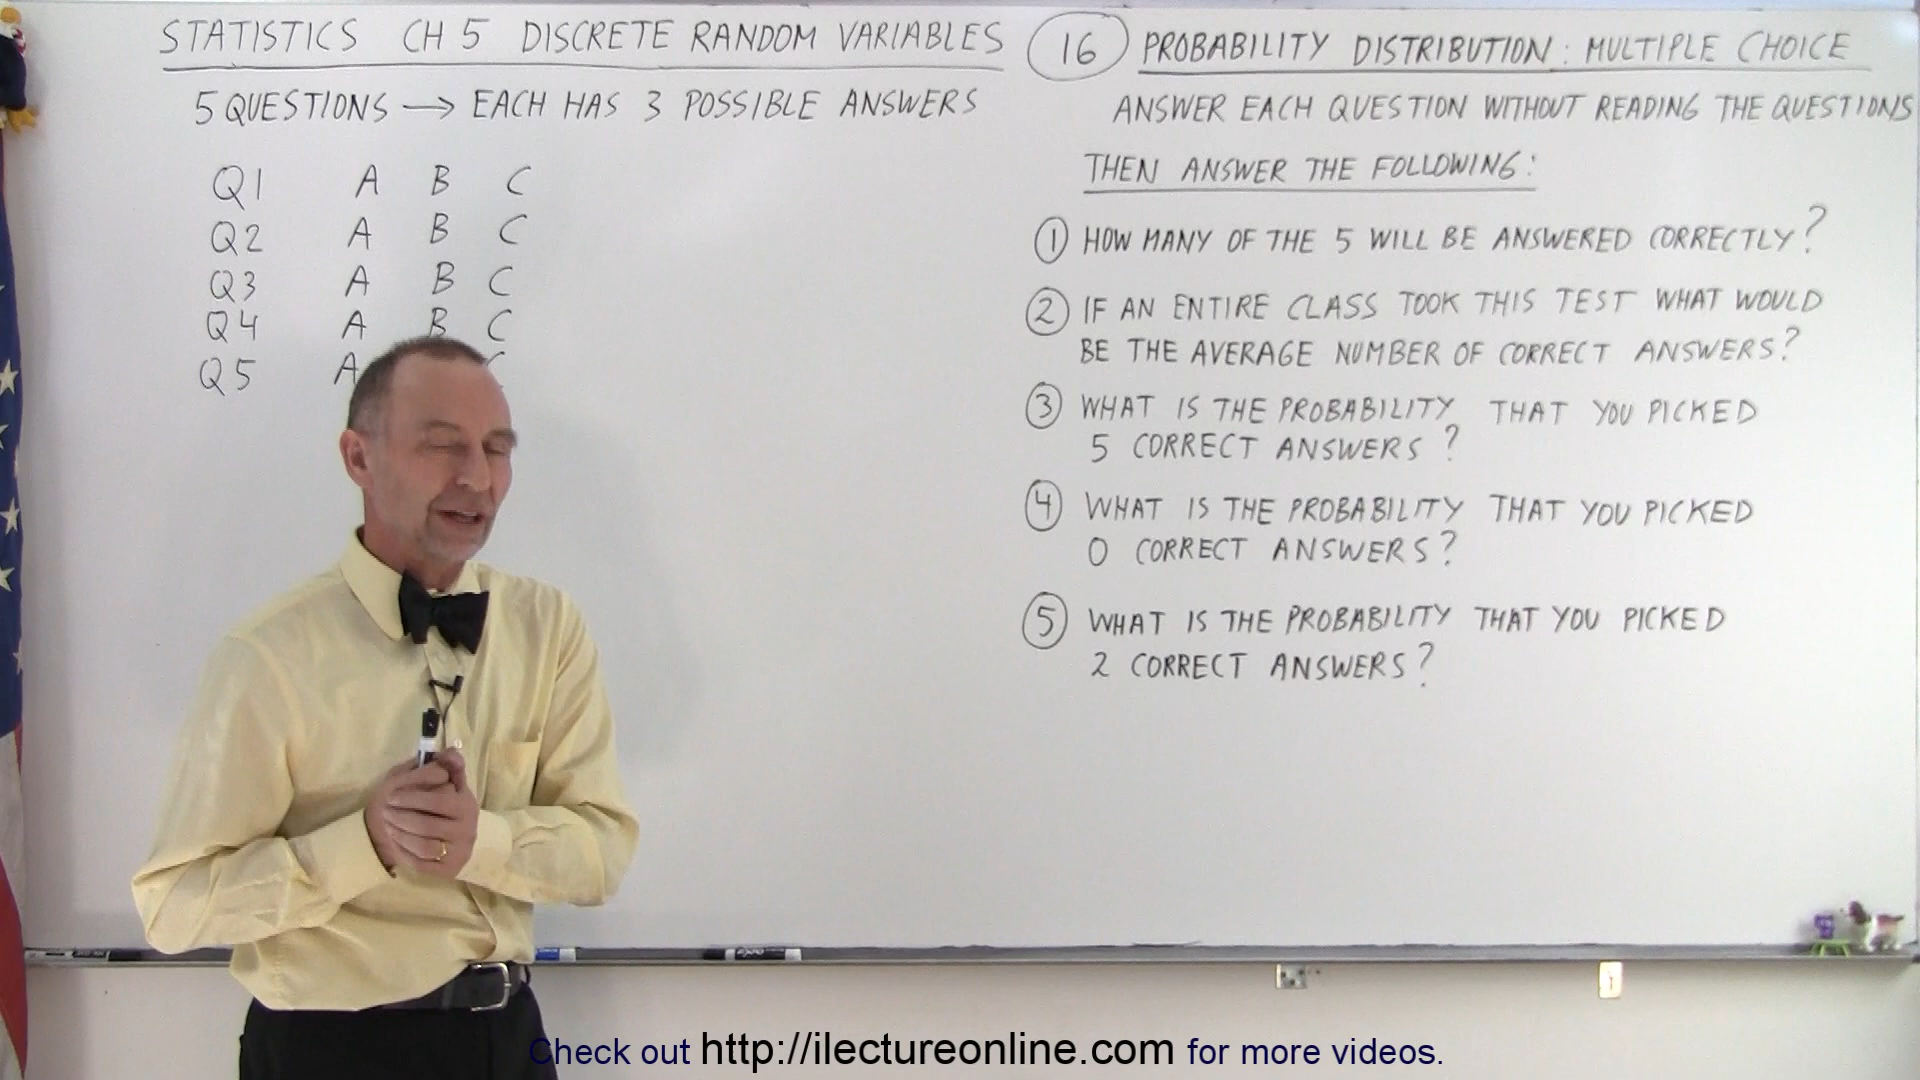 STATISTICS CH 5 DISCRETE RANDOM VARIABLES
5 QUESTIONS → EACH HAS 3 POSSIBLE ANSWERS
Q1 A B C
Q2 A B C
Q3 A B C
Q4 A B C
Q5 A
16 PROBABILITY DISTRIBUTION: MULTIPLE CHOICE
ANSWER EACH QUESTION WITHOUT READING THE QUESTIONS
THEN ANSWER THE FOLLOWING:
1 HOW MANY OF THE 5 WILL BE ANSWERED CORRECTLY?
2 IF AN ENTIRE CLASS TOOK THIS TEST WHAT WOULD
BE THE AVERAGE NUMBER OF CORRECT ANSWERS?
3 WHAT IS THE PROBABILITY THAT YOU PICKED
5 CORRECT ANSWERS?
4 WHAT IS THE PROBABILITY THAT YOU PICKED
0 CORRECT ANSWERS?
5 WHAT IS THE PROBABILITY THAT YOU PICKED
2 CORRECT ANSWERS?
Check out http://ilectureonline.com for more videos.